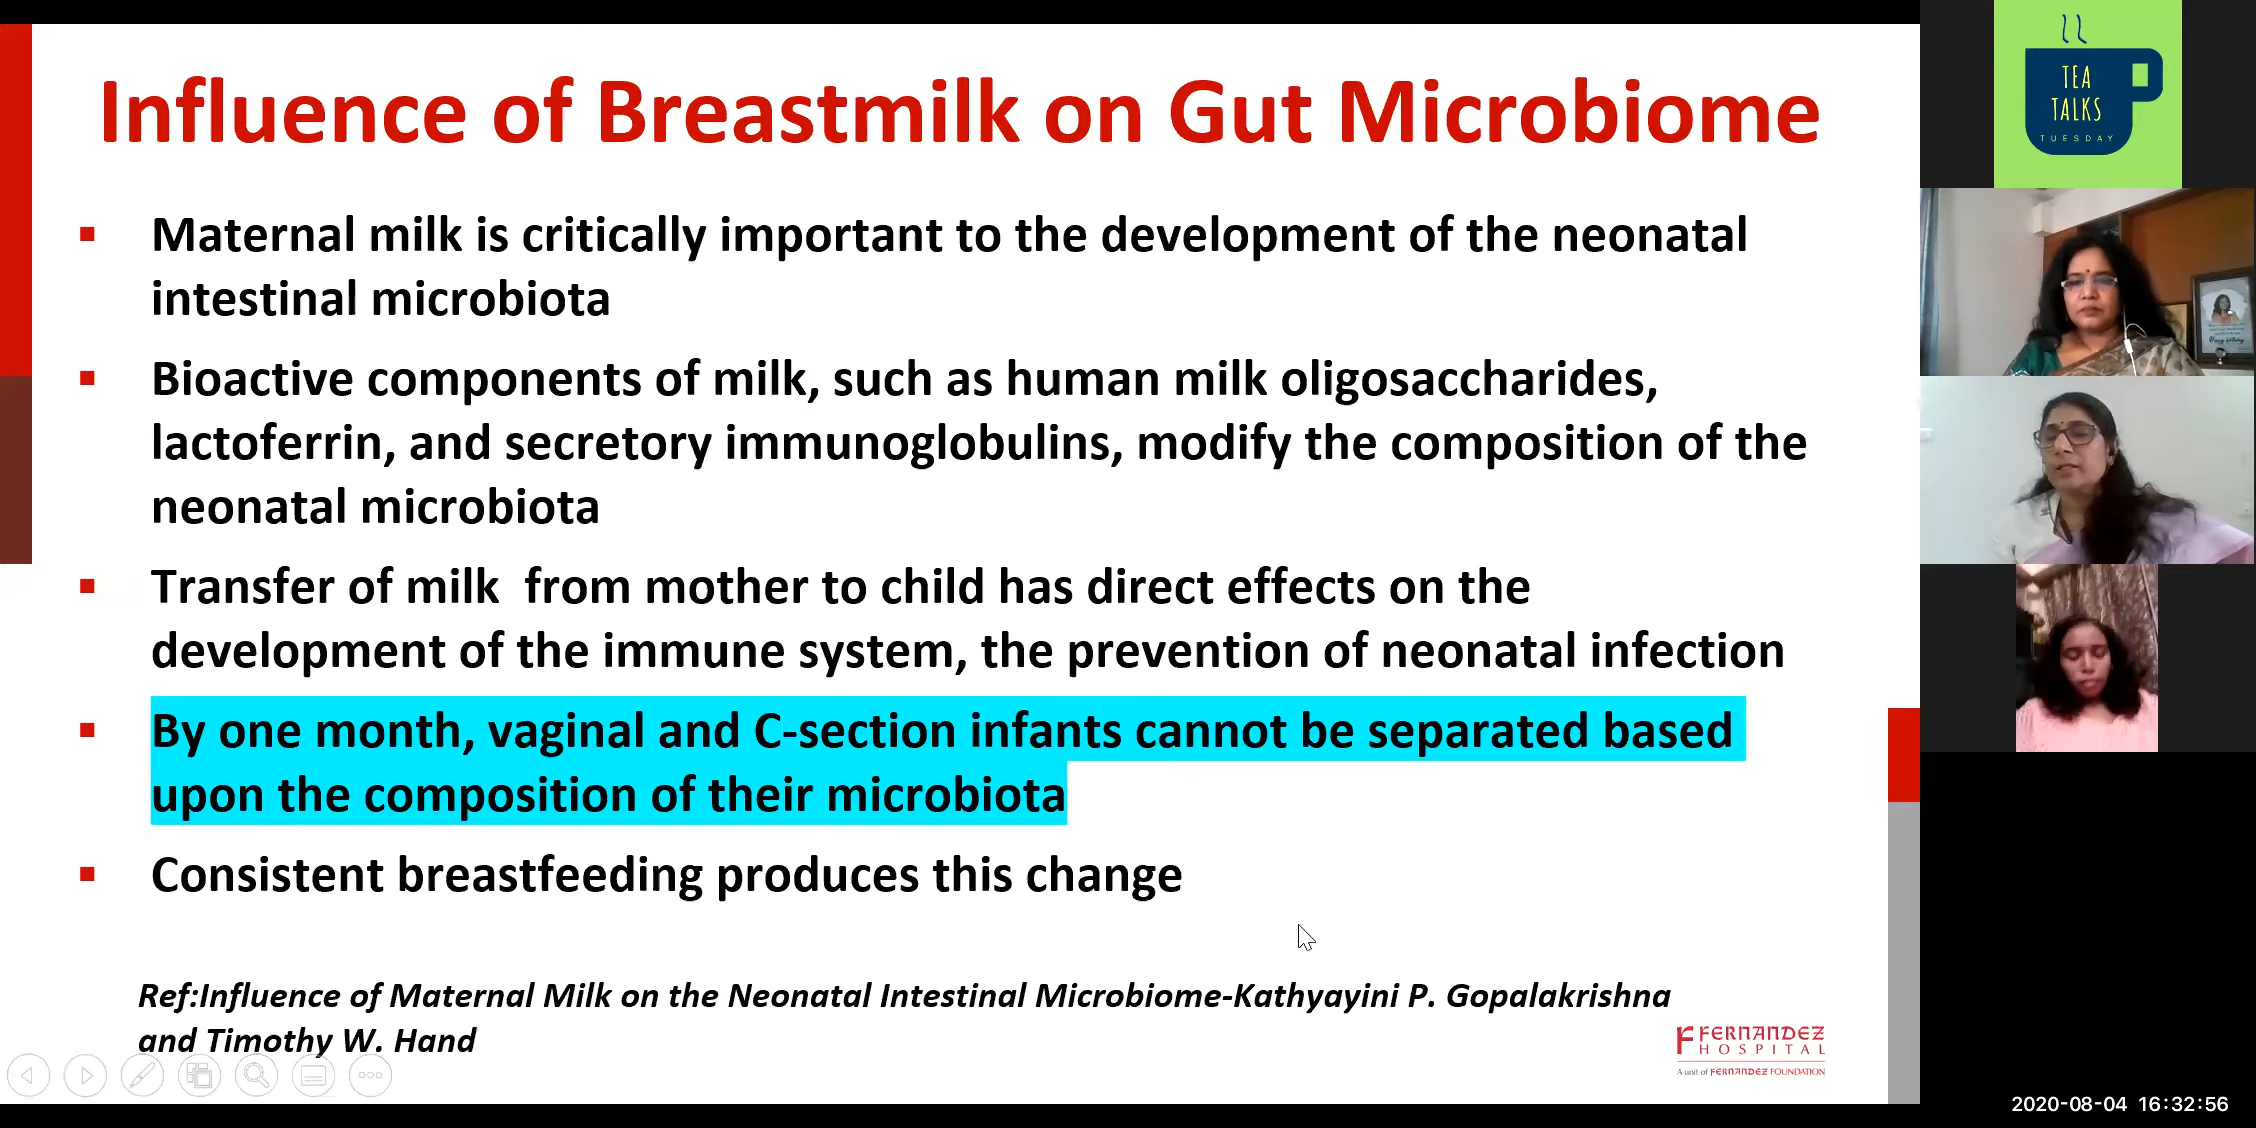 Influence of Breastmilk on Gut Microbiome
Maternal milk is critically important to the development of the neonatal
intestinal microbiota
Bioactive components of milk, such as human milk oligosaccharides,
lactoferrin, and secretory immunoglobulins, modify the composition of the
neonatal microbiota
Transfer of milk  from mother to child has direct effects on the
development of the immune system, the prevention of neonatal infection
By one month, vaginal and C-section infants cannot be separated based
upon the composition of their microbiota
Consistent breastfeeding produces this change
Ref:Influence of Maternal Milk on the Neonatal Intestinal Microbiome-Kathyayini P. Gopalakrishna
and Timothy W. Hand
FERNANDEZ
HOSPITAL
A unit of FERNANDEZ FOUNDATION
TEA
TALKS
TUESDAY
2020-08-04 16:32:56